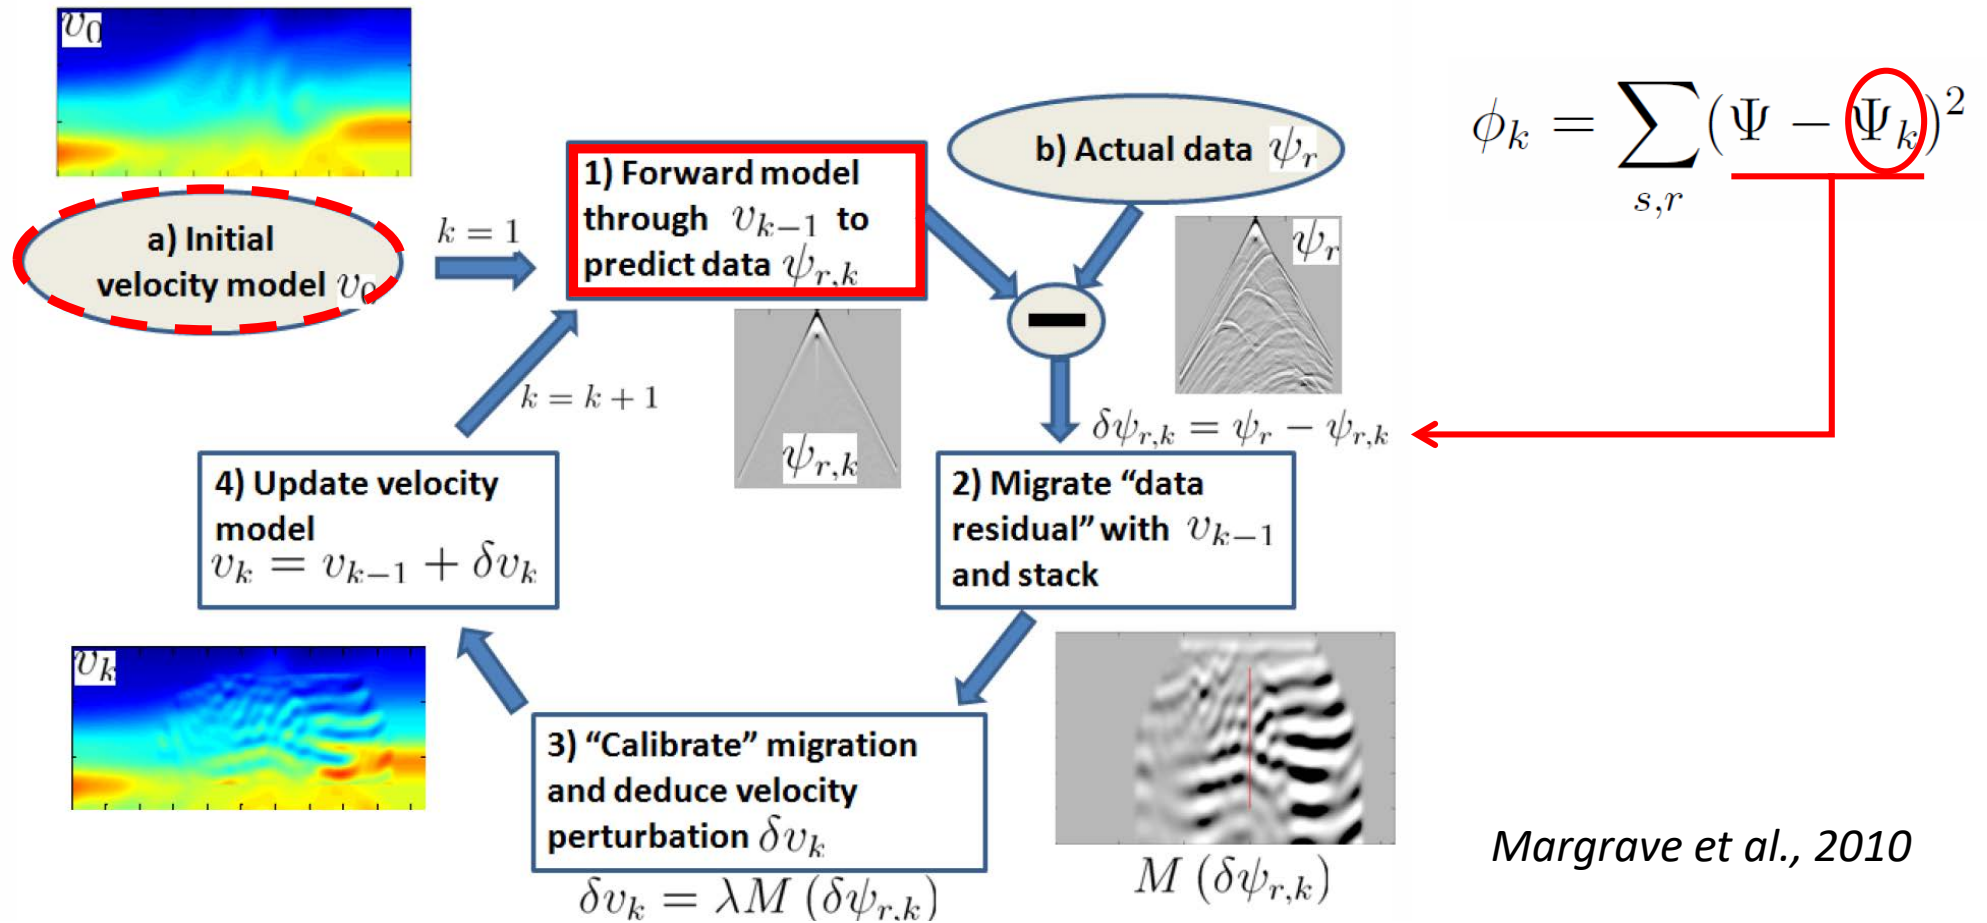 v₀
a) Initial
velocity model v₀
k = 1
1) Forward model
through v_{k−1} to
predict data ψ_{r,k}
b) Actual data ψ_r
ϕ_k = ∑_{s,r} (Ψ − Ψ_k)²
ψ_r
k = k + 1
ψ_{r,k}
δψ_{r,k} = ψ_r − ψ_{r,k}
4) Update velocity
model
v_k = v_{k−1} + δv_k
2) Migrate “data
residual” with v_{k−1}
and stack
v_k
3) “Calibrate” migration
and deduce velocity
perturbation δv_k
δv_k = λM (δψ_{r,k})
M (δψ_{r,k})
Margrave et al., 2010